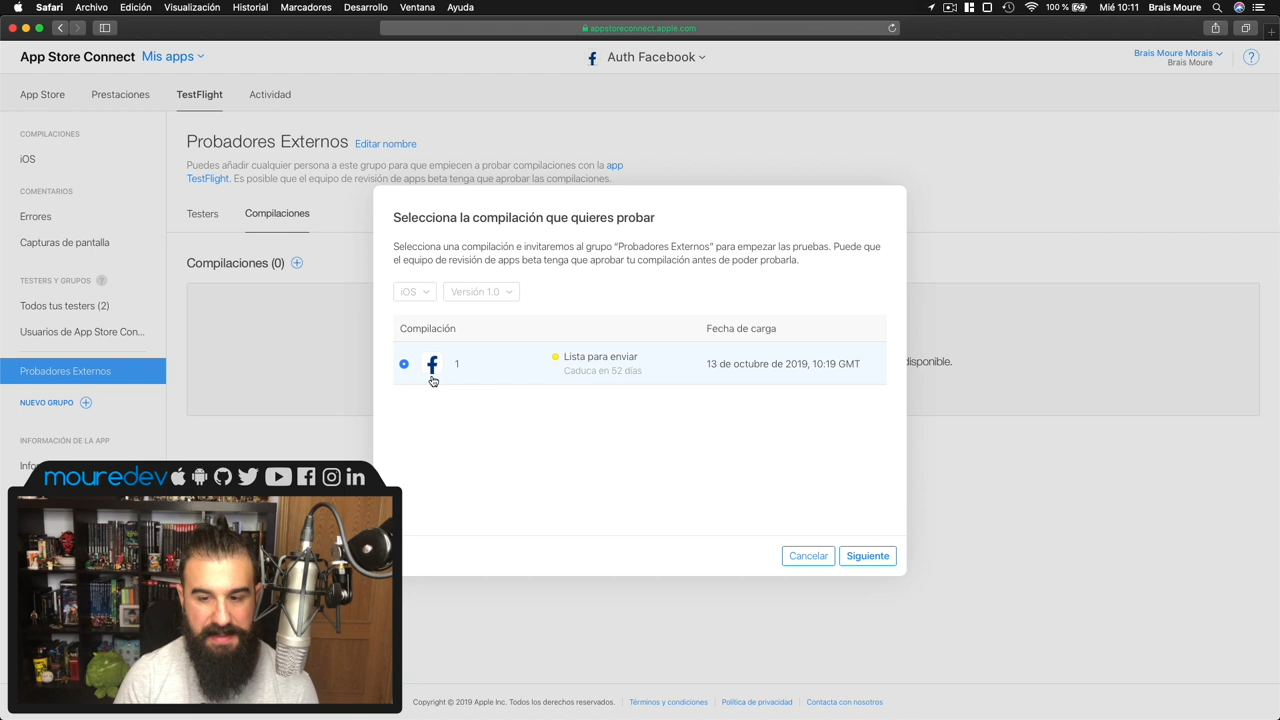 Safari Archivo Edición Visualización Historial Marcadores Desarrollo Ventana Ayuda
100% Mié 10:11 Brais Moure
appstoreconnect.apple.com
App Store Connect Mis apps
Auth Facebook
Brais Moure Morais
Brais Moure
?
App Store Prestaciones TestFlight Actividad
COMPILACIONES
iOS
COMENTARIOS
Errores
Capturas de pantalla
TESTERS Y GRUPOS ?
Todos tus testers (2)
Usuarios de App Store Con...
Probadores Externos
NUEVO GRUPO
INFORMACIÓN DE LA APP
Probadores Externos Editar nombre
Puedes añadir cualquier persona a este grupo para que empiecen a probar compilaciones con la app
TestFlight. Es posible que el equipo de revisión de apps beta tenga que aprobar las compilaciones.
Testers Compilaciones
Compilaciones (0)
disponible.
Selecciona la compilación que quieres probar
Selecciona una compilación e invitaremos al grupo “Probadores Externos” para empezar las pruebas. Puede que
el equipo de revisión de apps beta tenga que aprobar tu compilación antes de poder probarla.
iOS Versión 1.0
Compilación Fecha de carga
1 Lista para enviar 13 de octubre de 2019, 10:19 GMT
Caduca en 52 días
Cancelar Siguiente
mouredev
Copyright © 2019 Apple Inc. Todos los derechos reservados. Términos y condiciones Política de privacidad Contacta con nosotros